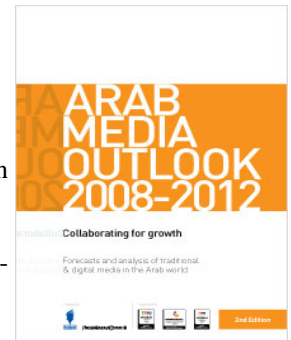 ARAB
MEDIA
OUTLOOK
2008-2012
Collaborating for growth
Forecasts and analysis of traditional
& digital media in the Arab world
2nd Edition